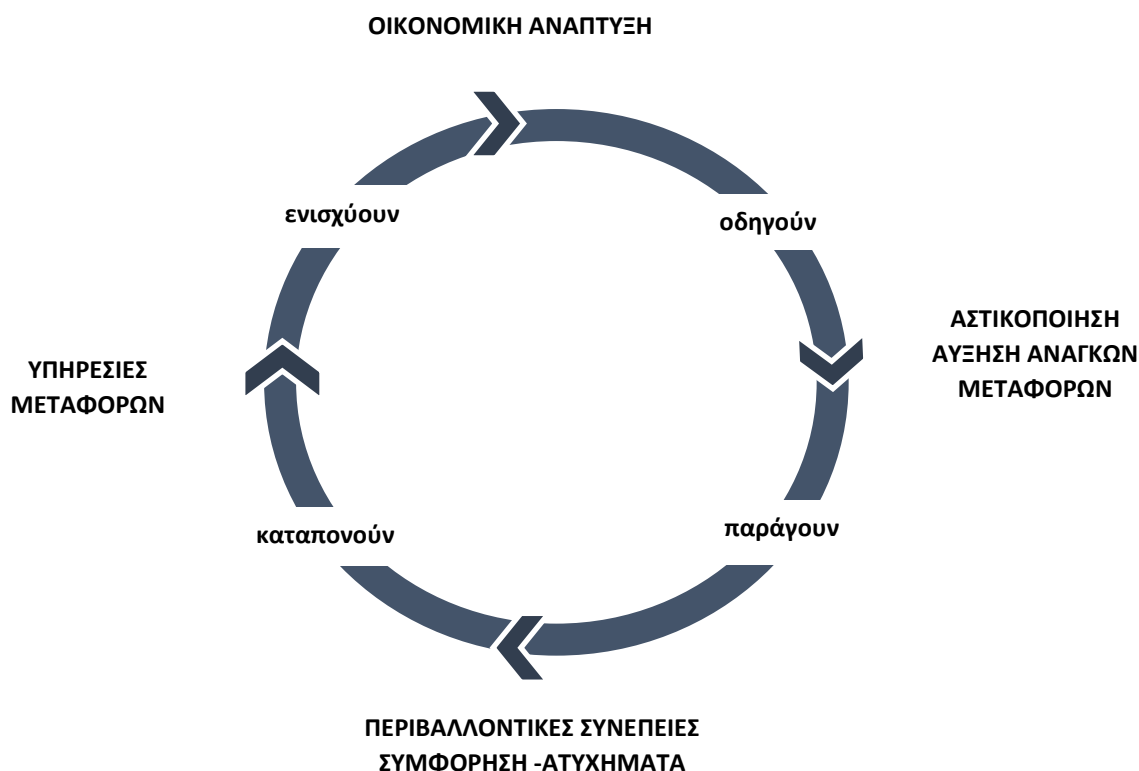 ΟΙΚΟΝΟΜΙΚΗ ΑΝΑΠΤΥΞΗ
ενισχύουν
οδηγούν
ΑΣΤΙΚΟΠΟΙΗΣΗ
ΑΥΞΗΣΗ ΑΝΑΓΚΩΝ
ΜΕΤΑΦΟΡΩΝ
ΥΠΗΡΕΣΙΕΣ
ΜΕΤΑΦΟΡΩΝ
παράγουν
καταπονούν
ΠΕΡΙΒΑΛΛΟΝΤΙΚΕΣ ΣΥΝΕΠΕΙΕΣ
ΣΥΜΦΟΡΗΣΗ -ΑΤΥΧΗΜΑΤΑ